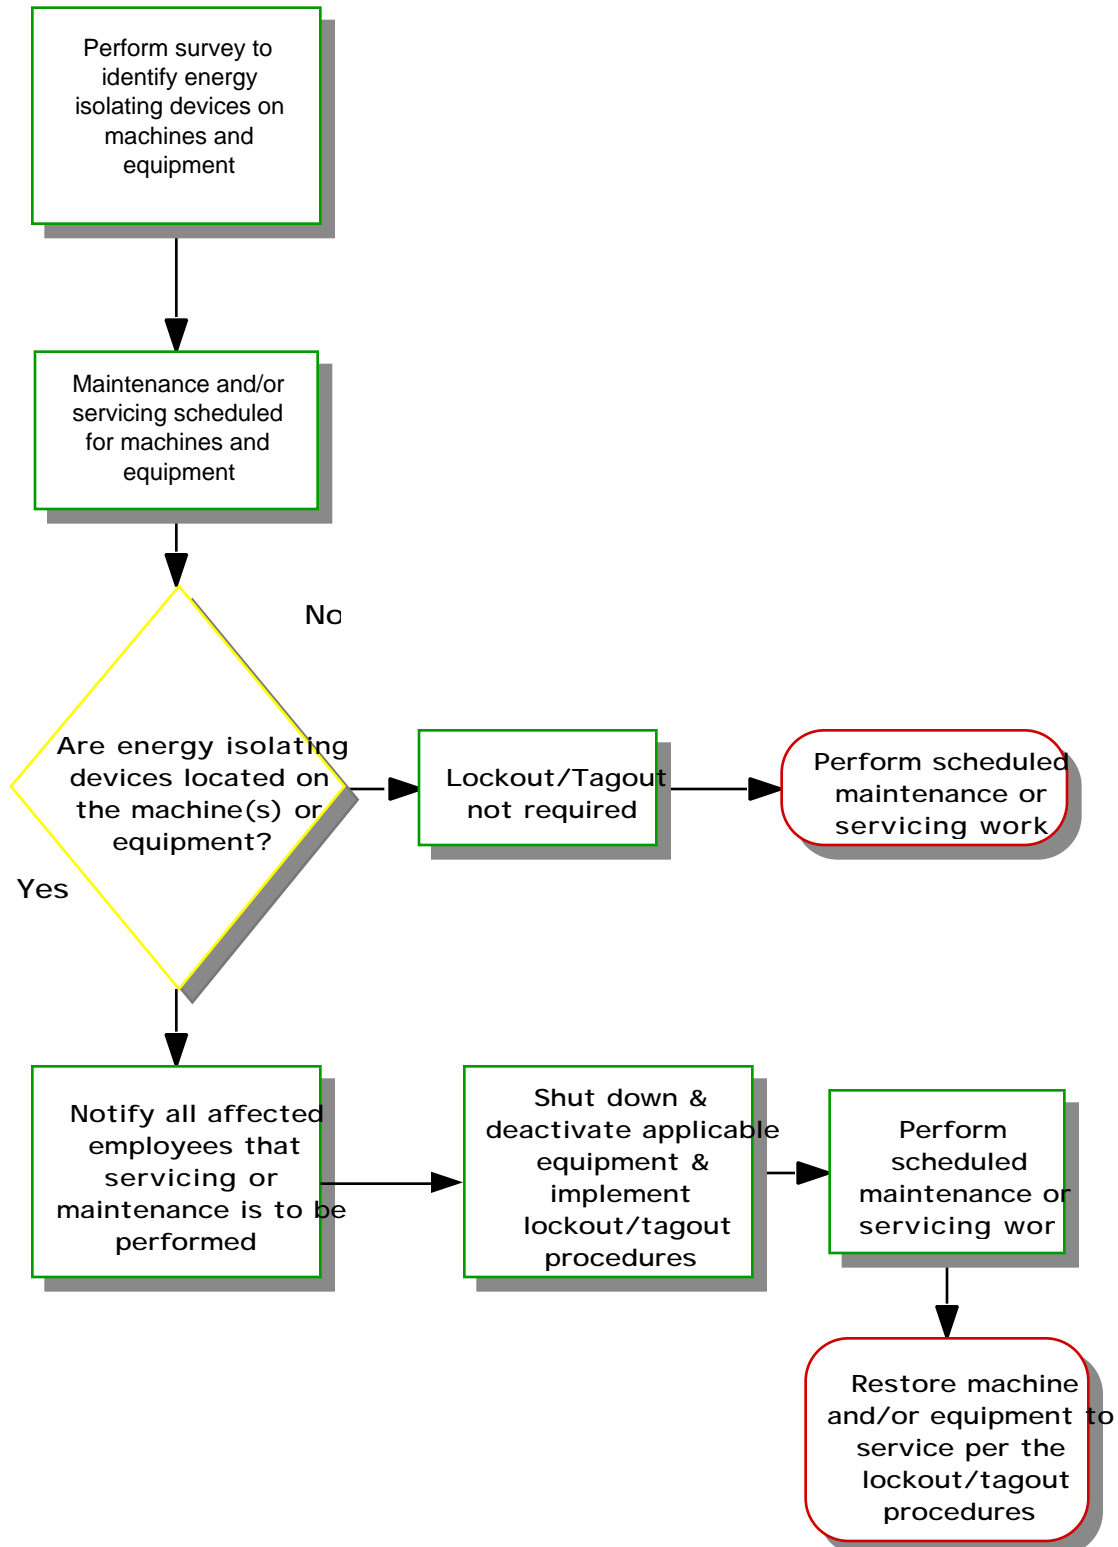 Perform survey to
identify energy
isolating devices on
machines and
equipment
Maintenance and/or
servicing scheduled
for machines and
equipment
No
Are energy isolating
devices located on
the machine(s) or
equipment?
Yes
Lockout/Tagout
not required
Perform scheduled
maintenance or
servicing work
Notify all affected
employees that
servicing or
maintenance is to be
performed
Shut down &
deactivate applicable
equipment &
implement
lockout/tagout
procedures
Perform
scheduled
maintenance or
servicing wor
Restore machine
and/or equipment to
service per the
lockout/tagout
procedures